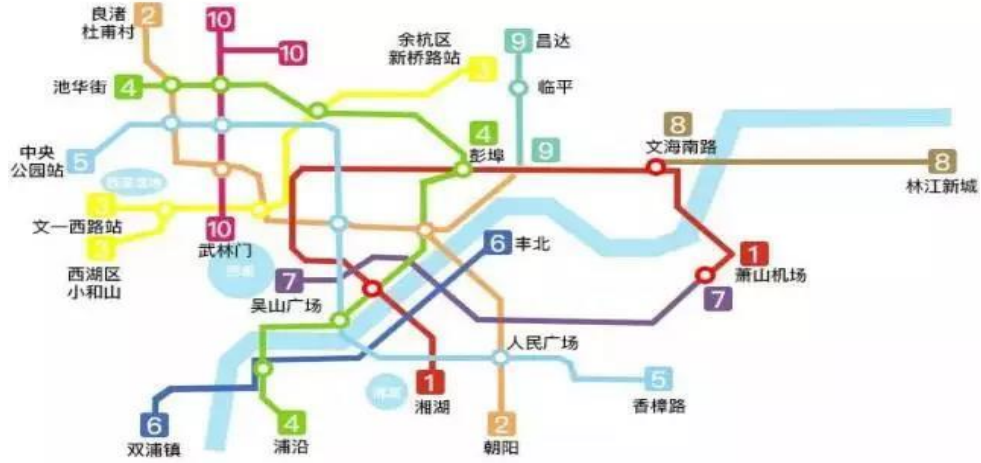 良渚
杜甫村
2
10
10
余杭区
新桥路站
3
9
昌达
池华街
4
临平
4
彭埠
9
8
文海南路
中央
公园站
5
8
林江新城
文一西路站
3
3
10
武林门
6
丰北
西湖区
小和山
7
吴山广场
1
萧山机场
7
人民广场
1
湘湖
5
香樟路
6
双浦镇
4
浦沿
2
朝阳